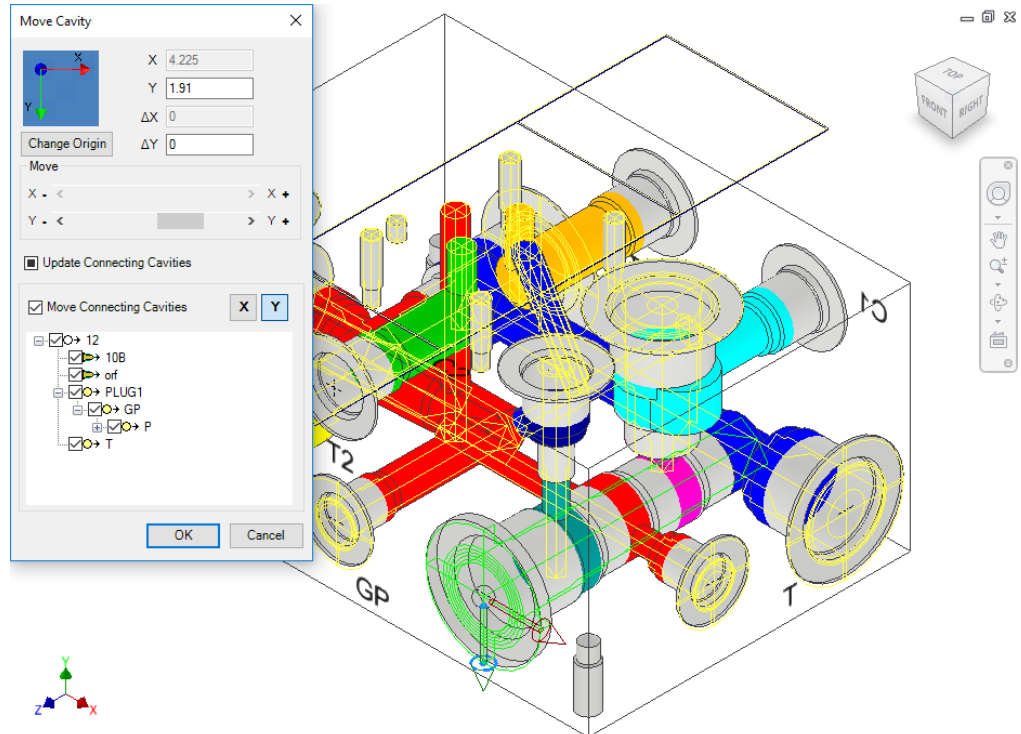 Move Cavity
X 4.225
Y 1.91
ΔX 0
ΔY 0
Change Origin
Move
X - < > X +
Y - < > Y +
Update Connecting Cavities
Move Connecting Cavities X Y
12
10B
orf
PLUG1
GP
P
T
OK Cancel
X
Y
TOP
FRONT RIGHT
C1
T2
GP
T
Y
Z X